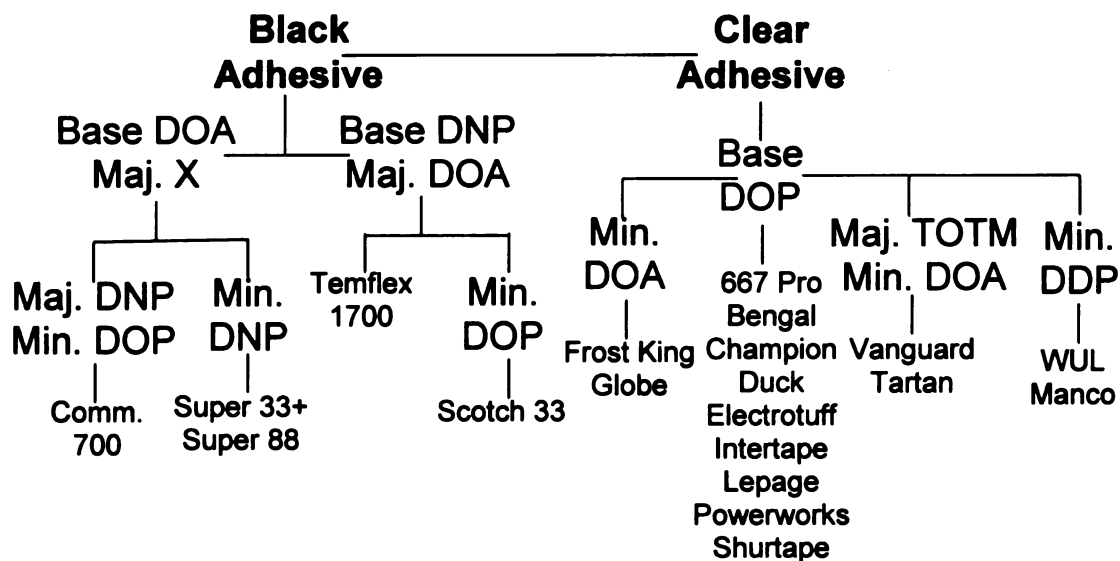 Black
Adhesive
Clear
Adhesive
Base DOA
Maj. X
Base DNP
Maj. DOA
Base
DOP
Maj. DNP
Min. DOP
Min.
DNP
Temflex
1700
Min.
DOP
Min.
DOA
667 Pro
Bengal
Champion
Duck
Electrotuff
Intertape
Lepage
Powerworks
Shurtape
Maj. TOTM
Min. DOA
Min.
DDP
Comm.
700
Super 33+
Super 88
Scotch 33
Frost King
Globe
Vanguard
Tartan
WUL
Manco